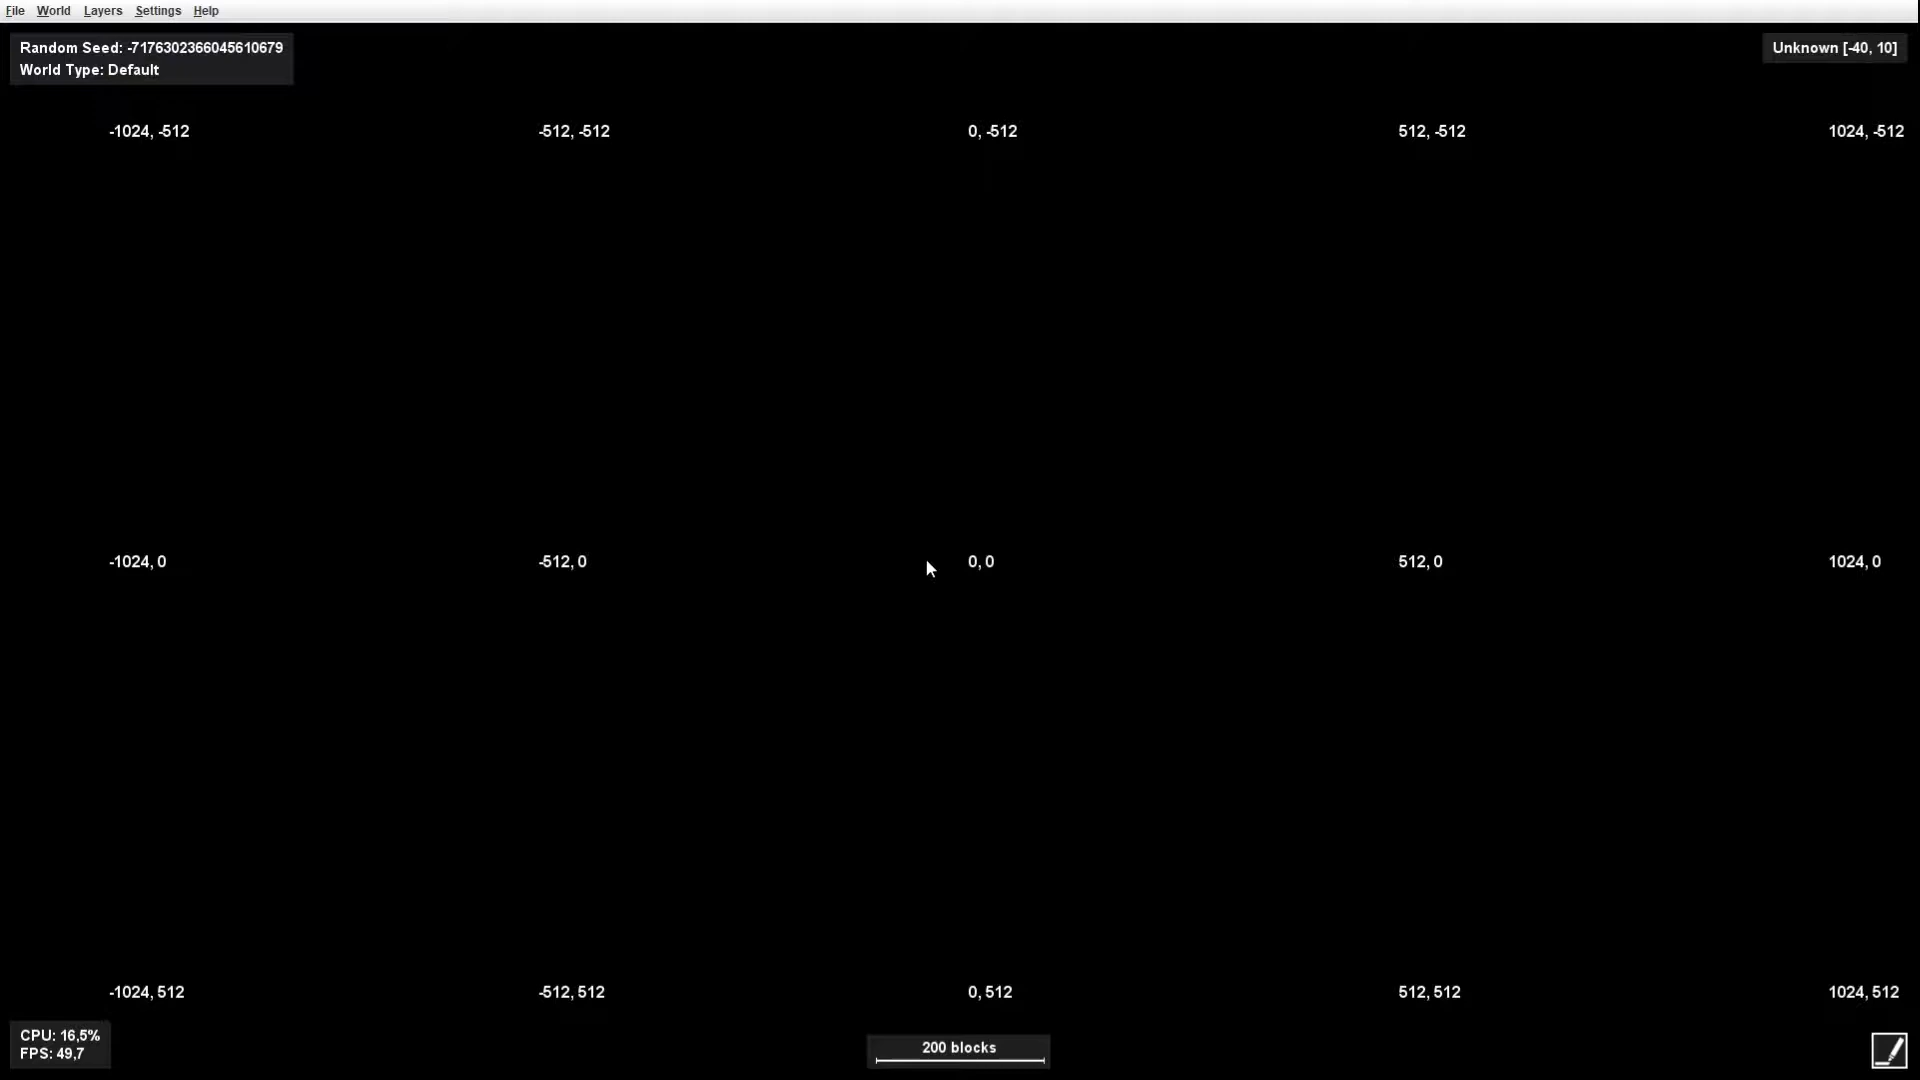 File World Layers Settings Help
Random Seed: -7176302366045610679
World Type: Default
Unknown [-40, 10]
-1024, -512
-512, -512
0, -512
512, -512
1024, -512
-1024, 0
-512, 0
0, 0
512, 0
1024, 0
-1024, 512
-512, 512
0, 512
512, 512
1024, 512
CPU: 16,5%
FPS: 49,7
200 blocks